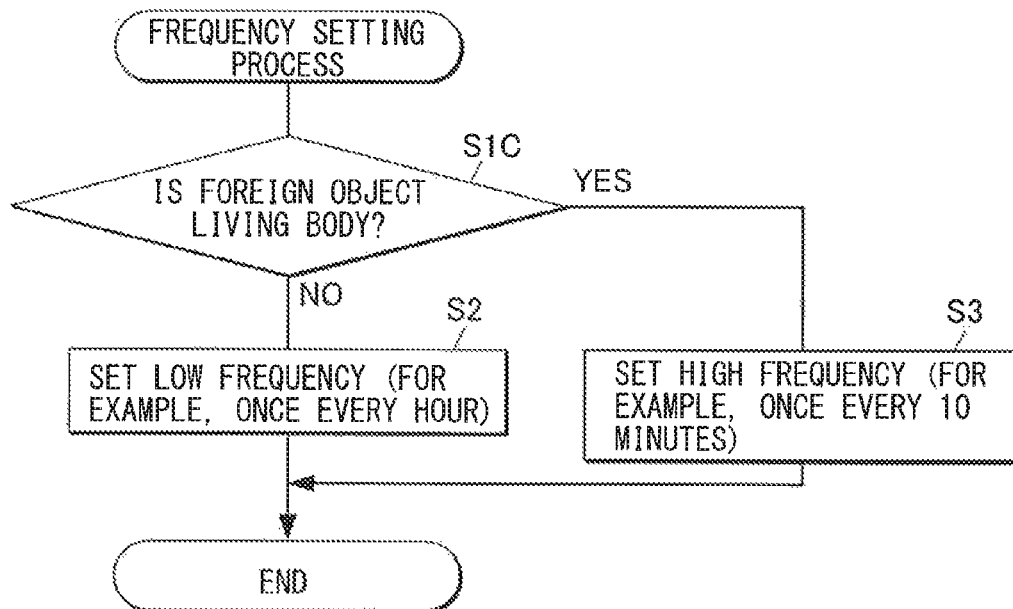 FREQUENCY SETTING
PROCESS
S1C
IS FOREIGN OBJECT
LIVING BODY?
YES
NO
S2
SET LOW FREQUENCY (FOR
EXAMPLE, ONCE EVERY HOUR)
S3
SET HIGH FREQUENCY (FOR
EXAMPLE, ONCE EVERY 10
MINUTES)
END